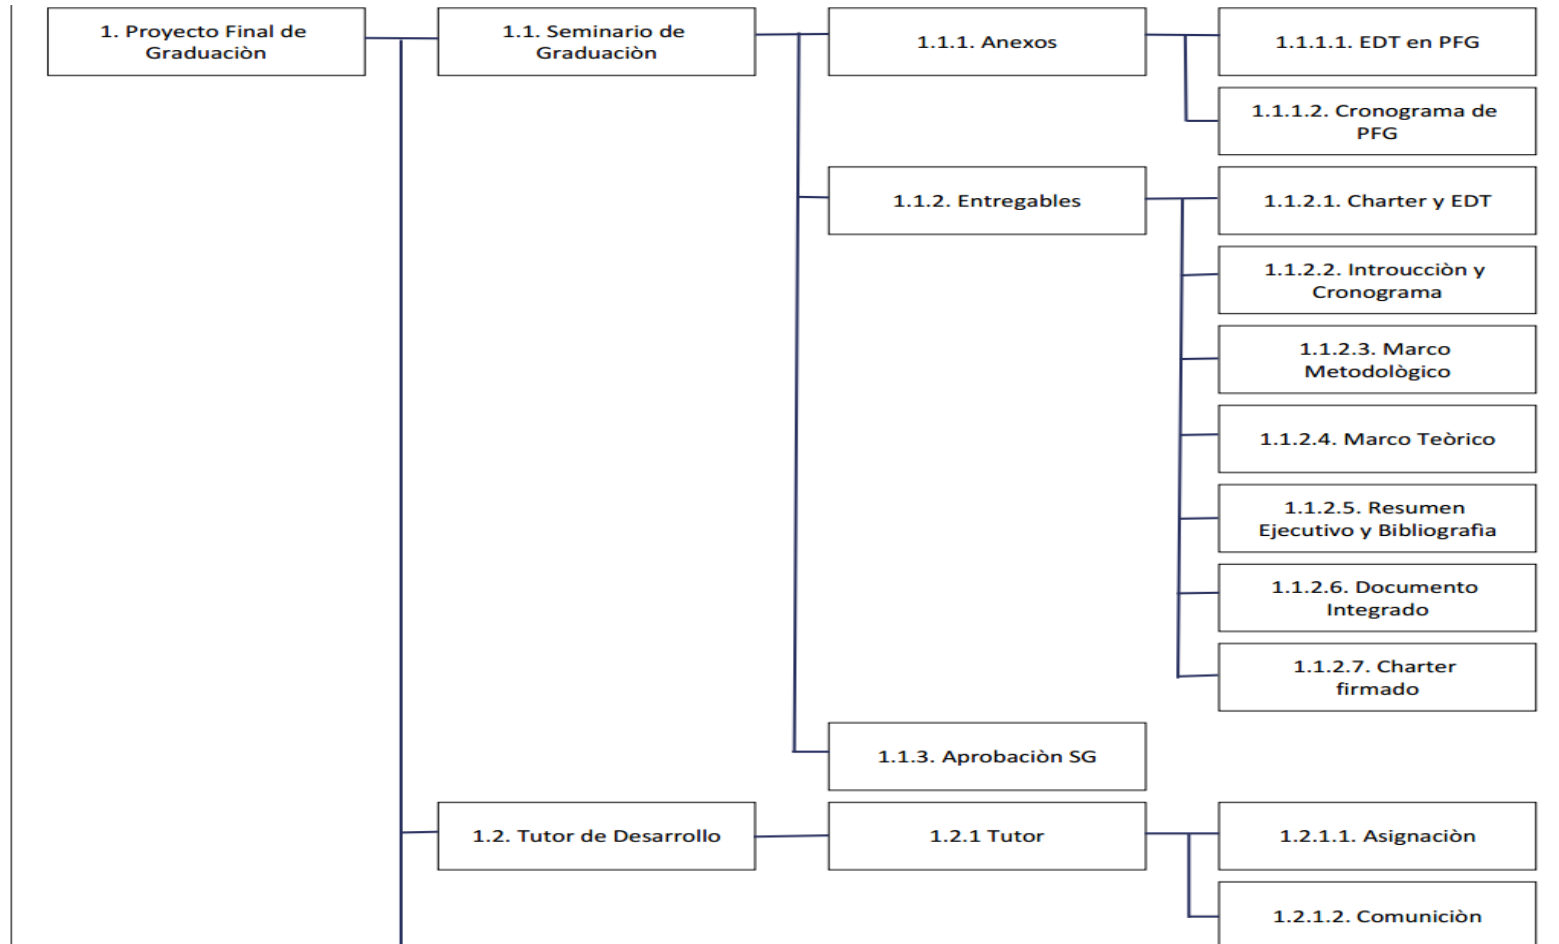 1. Proyecto Final de
Graduaciòn
1.1. Seminario de
Graduaciòn
1.1.1. Anexos
1.1.1.1. EDT en PFG
1.1.1.2. Cronograma de
PFG
1.1.2. Entregables
1.1.2.1. Charter y EDT
1.1.2.2. Introucciòn y
Cronograma
1.1.2.3. Marco
Metodològico
1.1.2.4. Marco Teòrico
1.1.2.5. Resumen
Ejecutivo y Bibliografìa
1.1.2.6. Documento
Integrado
1.1.2.7. Charter
firmado
1.1.3. Aprobaciòn SG
1.2. Tutor de Desarrollo
1.2.1 Tutor
1.2.1.1. Asignaciòn
1.2.1.2. Comuniciòn